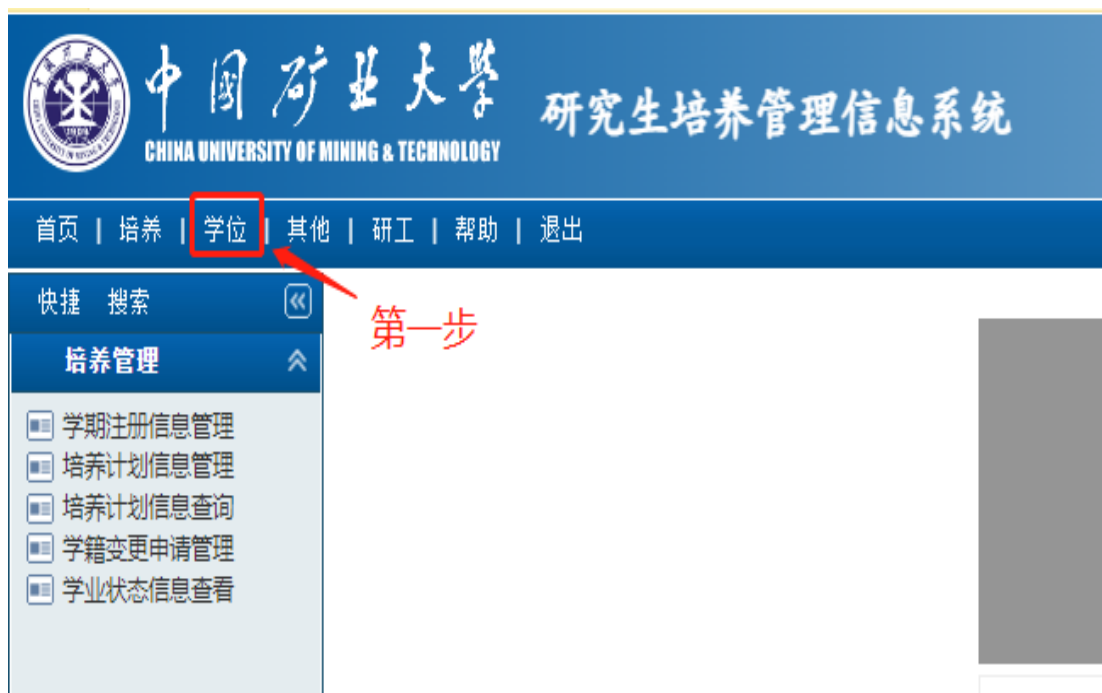 中国矿业大學
CHINA UNIVERSITY OF MINING & TECHNOLOGY
研究生培养管理信息系统
首页 | 培养 | 学位 | 其他 | 研工 | 帮助 | 退出
快捷 搜索
第一步
培养管理
学期注册信息管理
培养计划信息管理
培养计划信息查询
学籍变更申请管理
学业状态信息查看